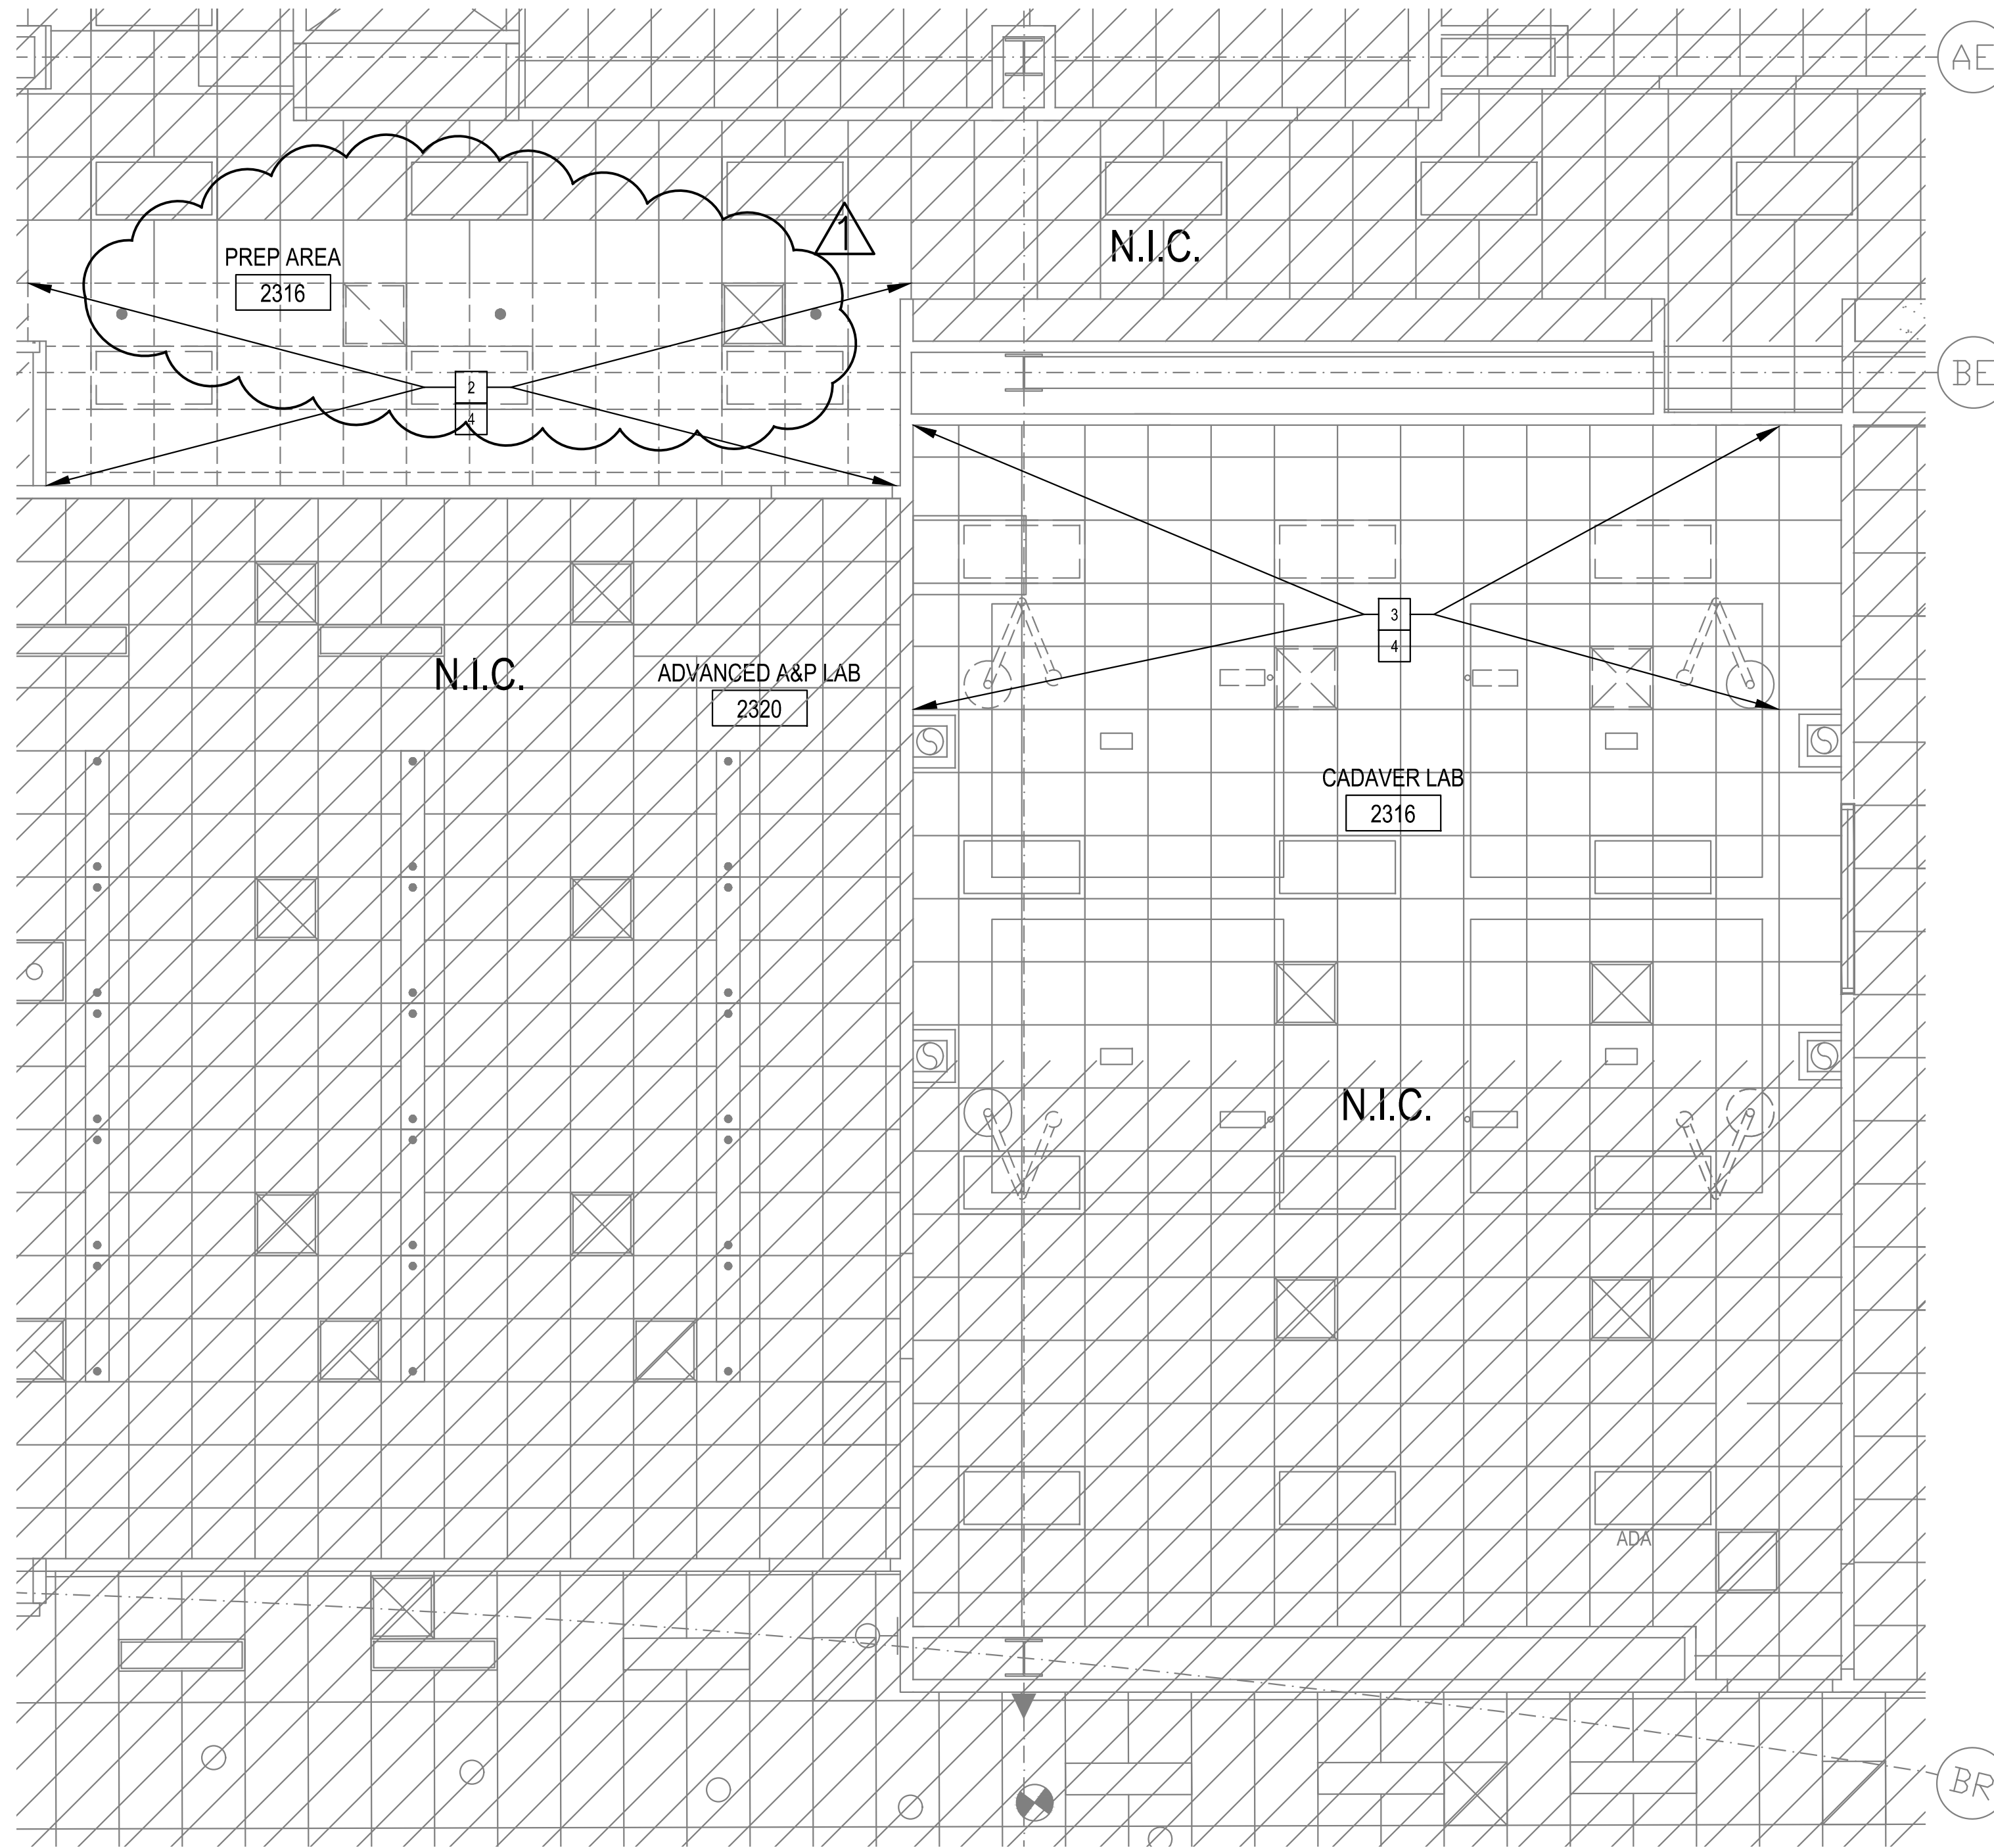 AE
1
N.I.C.
PREP AREA
2316
BE
2
4
3
4
N.I.C.
ADVANCED A&P LAB
2320
CADAVER LAB
2316
N.I.C.
ADA
BR